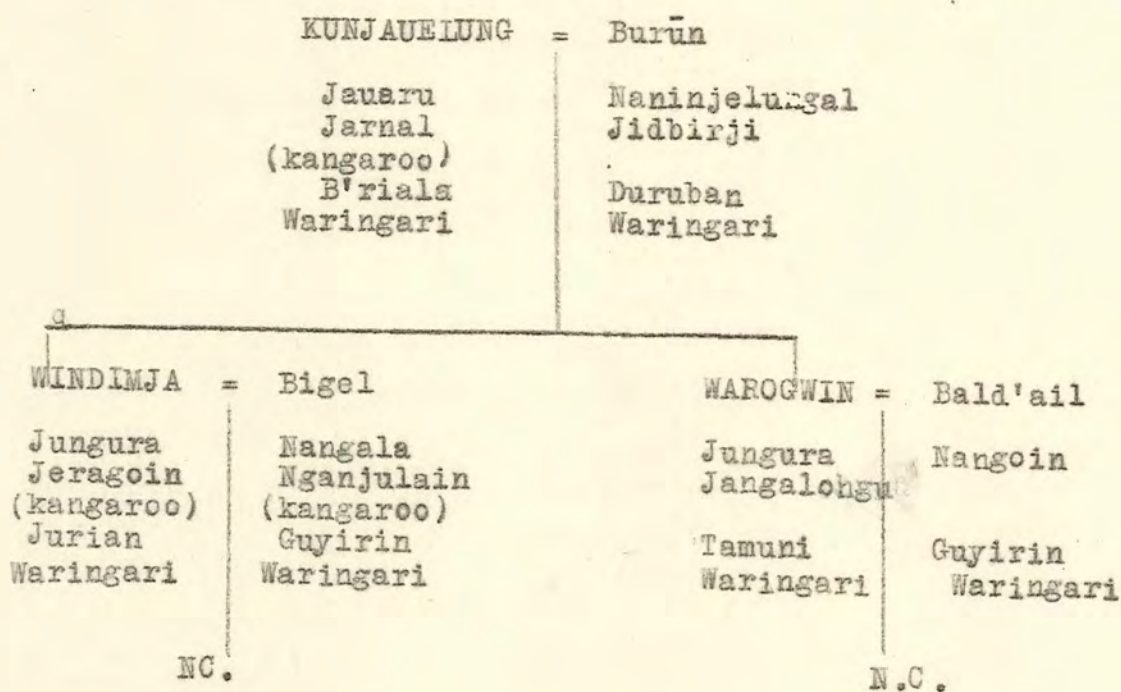 KUNJAUELUNG = Burūn
Jauaru Naninjelungal
Jarnal Jidbirji
(kangaroo)
B'riala Duruban
Waringari Waringari
WINDIMJA = Bigel WAROGWIN = Bald'ail
Jungura Nangala Jungura Nangoin
Jeragoin Nganjulain
(kangaroo) (kangaroo)
Jurian Guyirin Tamuni Guyirin
Waringari Waringari Waringari Waringari
NC. N.C.